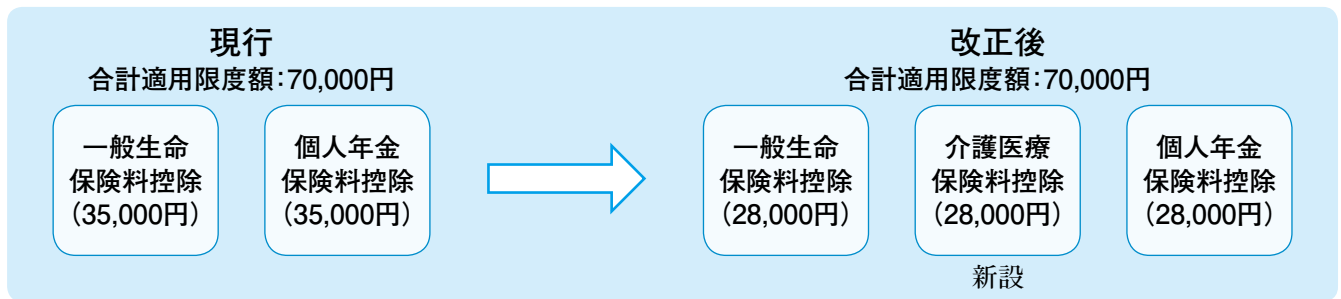 現行
合計適用限度額:70,000円
一般生命
保険料控除
(35,000円)
個人年金
保険料控除
(35,000円)
改正後
合計適用限度額:70,000円
一般生命
保険料控除
(28,000円)
介護医療
保険料控除
(28,000円)
新設
個人年金
保険料控除
(28,000円)